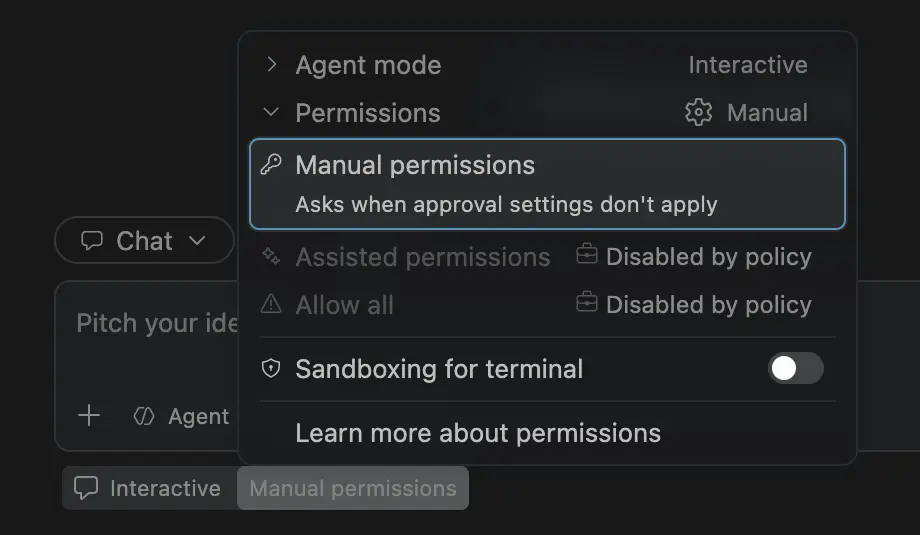 Agent mode Interactive
Permissions Manual
Manual permissions
Asks when approval settings don't apply
Chat
Assisted permissions Disabled by policy
Allow all Disabled by policy
Pitch your ide
Sandboxing for terminal
Agent
Learn more about permissions
Interactive Manual permissions